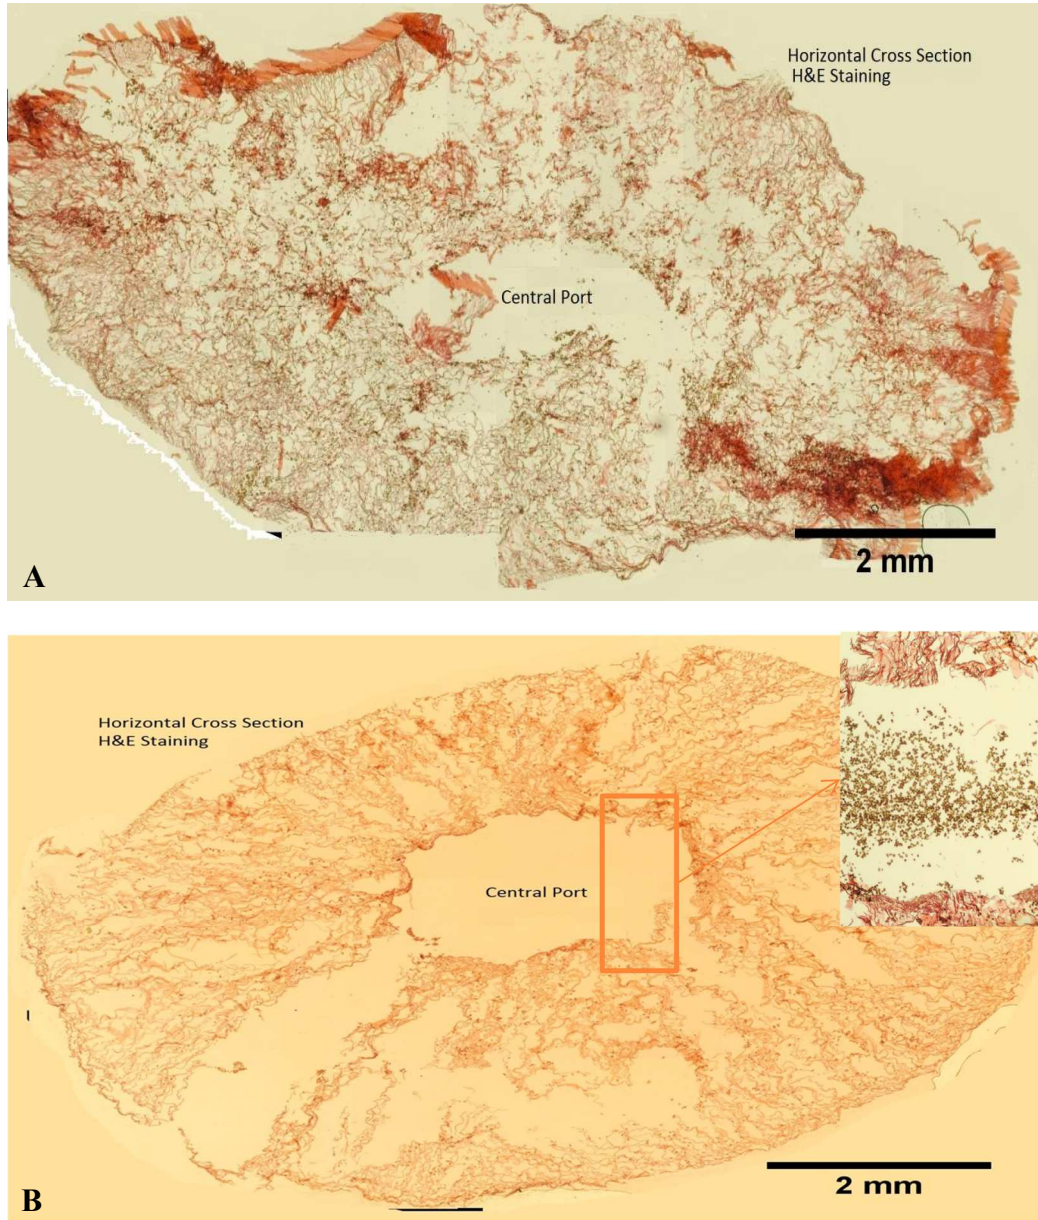 Horizontal Cross Section
H&E Staining
Central Port
2 mm
A
Horizontal Cross Section
H&E Staining
Central Port
2 mm
B